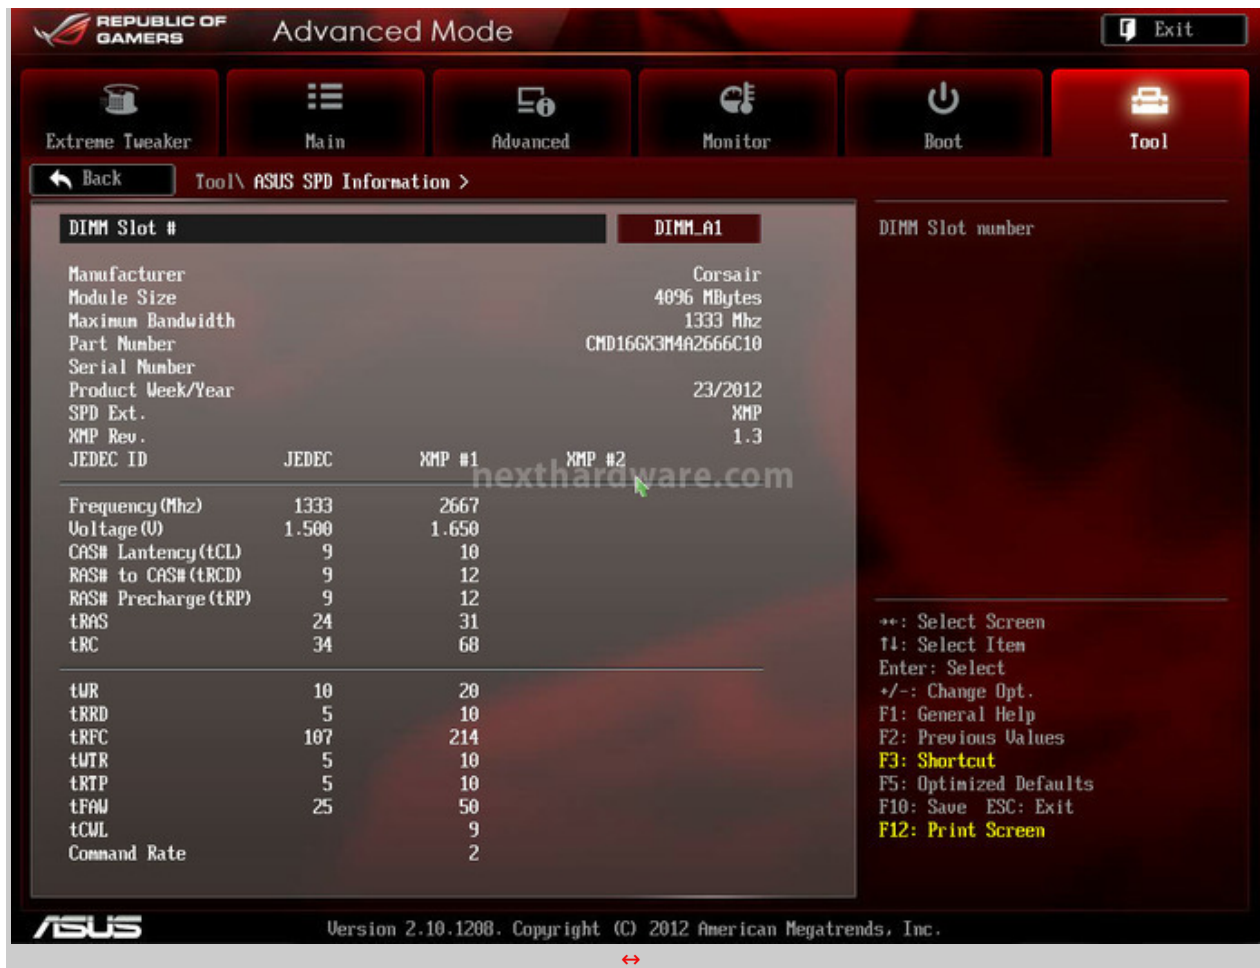 REPUBLIC OF
GAMERS
Advanced Mode
Exit
Extreme Tweaker
Main
Advanced
Monitor
Boot
Tool
Back
Tool\ ASUS SPD Information >
DIMM Slot # DIMM_A1
Manufacturer Corsair
Module Size 4096 MBytes
Maximum Bandwidth 1333 Mhz
Part Number CMD16GX3M4A2666C10
Serial Number
Product Week/Year 23/2012
SPD Ext. XMP
XMP Rev. 1.3
JEDEC ID JEDEC XMP #1 XMP #2
nexthardware.com
Frequency(Mhz) 1333 2667
Voltage(V) 1.500 1.650
CAS# Lantency(tCL) 9 10
RAS# to CAS#(tRCD) 9 12
RAS# Precharge(tRP) 9 12
tRAS 24 31
tRC 34 68
tWR 10 20
tRRD 5 10
tRFC 107 214
tWTR 5 10
tRTP 5 10
tFAW 25 50
tCWL 9
Command Rate 2
DIMM Slot number
→←: Select Screen
↑↓: Select Item
Enter: Select
+/-: Change Opt.
F1: General Help
F2: Previous Values
F3: Shortcut
F5: Optimized Defaults
F10: Save ESC: Exit
F12: Print Screen
ASUS
Version 2.10.1208. Copyright (C) 2012 American Megatrends, Inc.